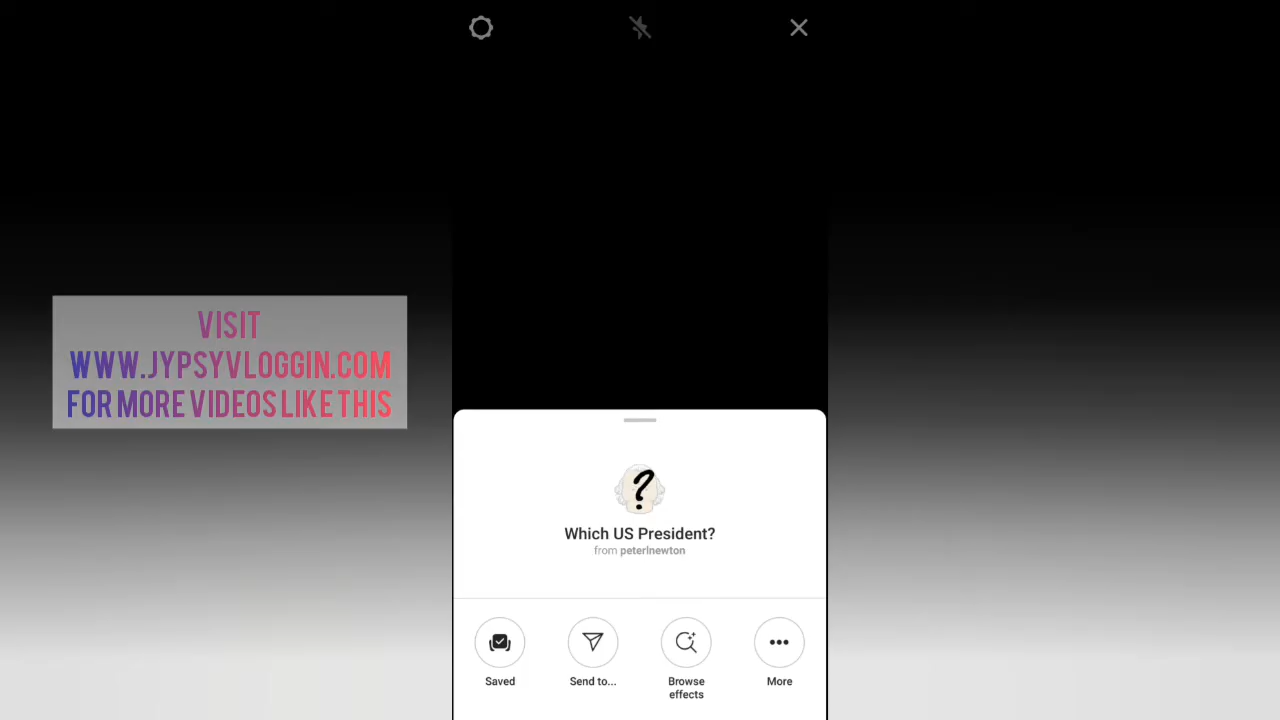 VISIT
WWW.JYPSYVLOGGIN.COM
FOR MORE VIDEOS LIKE THIS
?
Which US President?
from peterlnewton
Saved
Send to...
Browse
effects
More